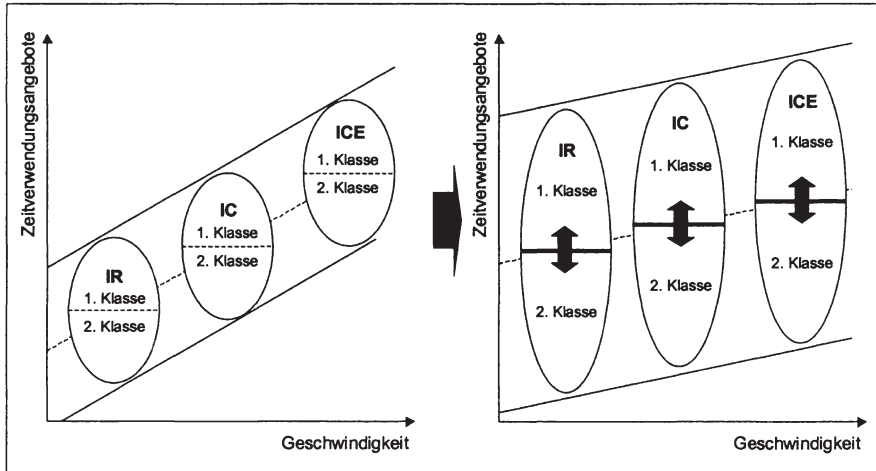 Zeitverwendungsangebote
ICE
1. Klasse
2. Klasse
IC
1. Klasse
2. Klasse
IR
1. Klasse
2. Klasse
Geschwindigkeit
Zeitverwendungsangebote
IR
1. Klasse
2. Klasse
IC
1. Klasse
2. Klasse
ICE
1. Klasse
2. Klasse
Geschwindigkeit